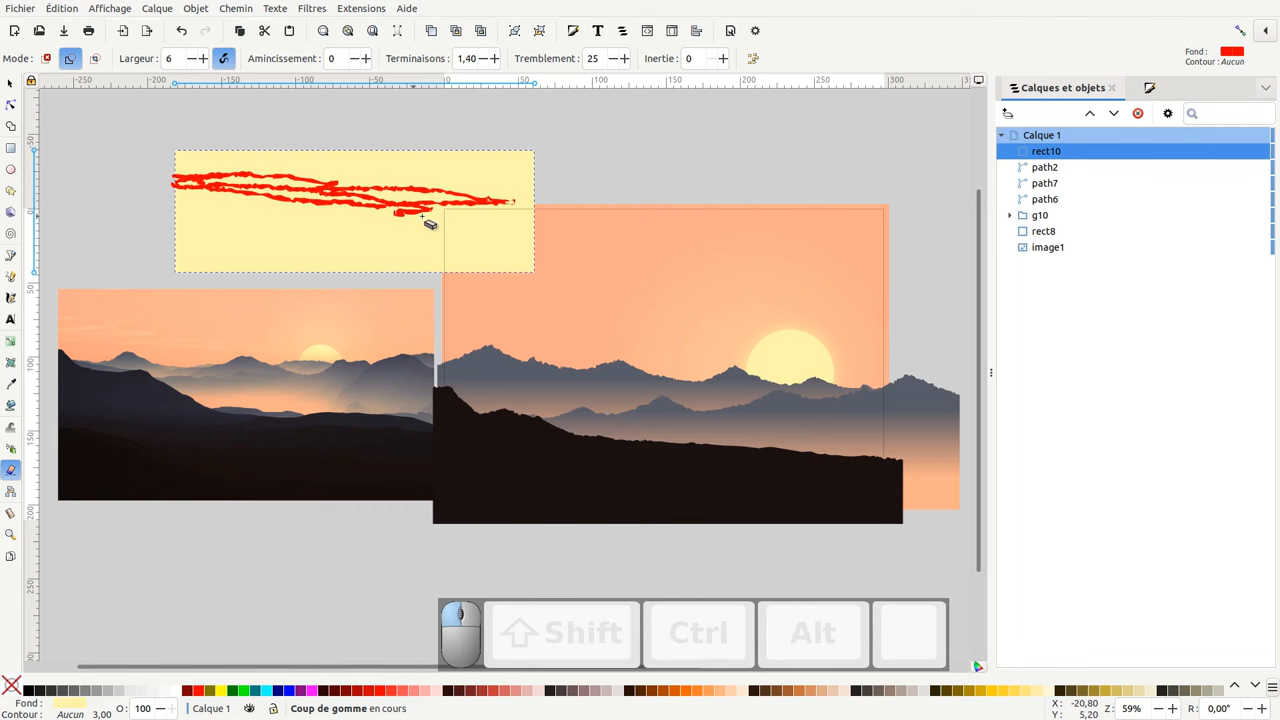 Fichier Édition Affichage Calque Objet Chemin Texte Filtres Extensions Aide
Mode : Largeur : 6 Amincissement : 0 Terminaisons : 1,40 Tremblement : 25 Inertie : 0
Fond :
Contour : Aucun
-250 -200 -150 -100 -50 0 50 100 150 200 250 300
Calques et objets
Calque 1
rect10
path2
path7
path6
g10
rect8
image1
Shift Ctrl Alt
Fond :
Contour : Aucun 3,00 O : 100 Calque 1 Coup de gomme en cours
X : -20,80
Y : 5,20
Z : 59% R : 0,00°